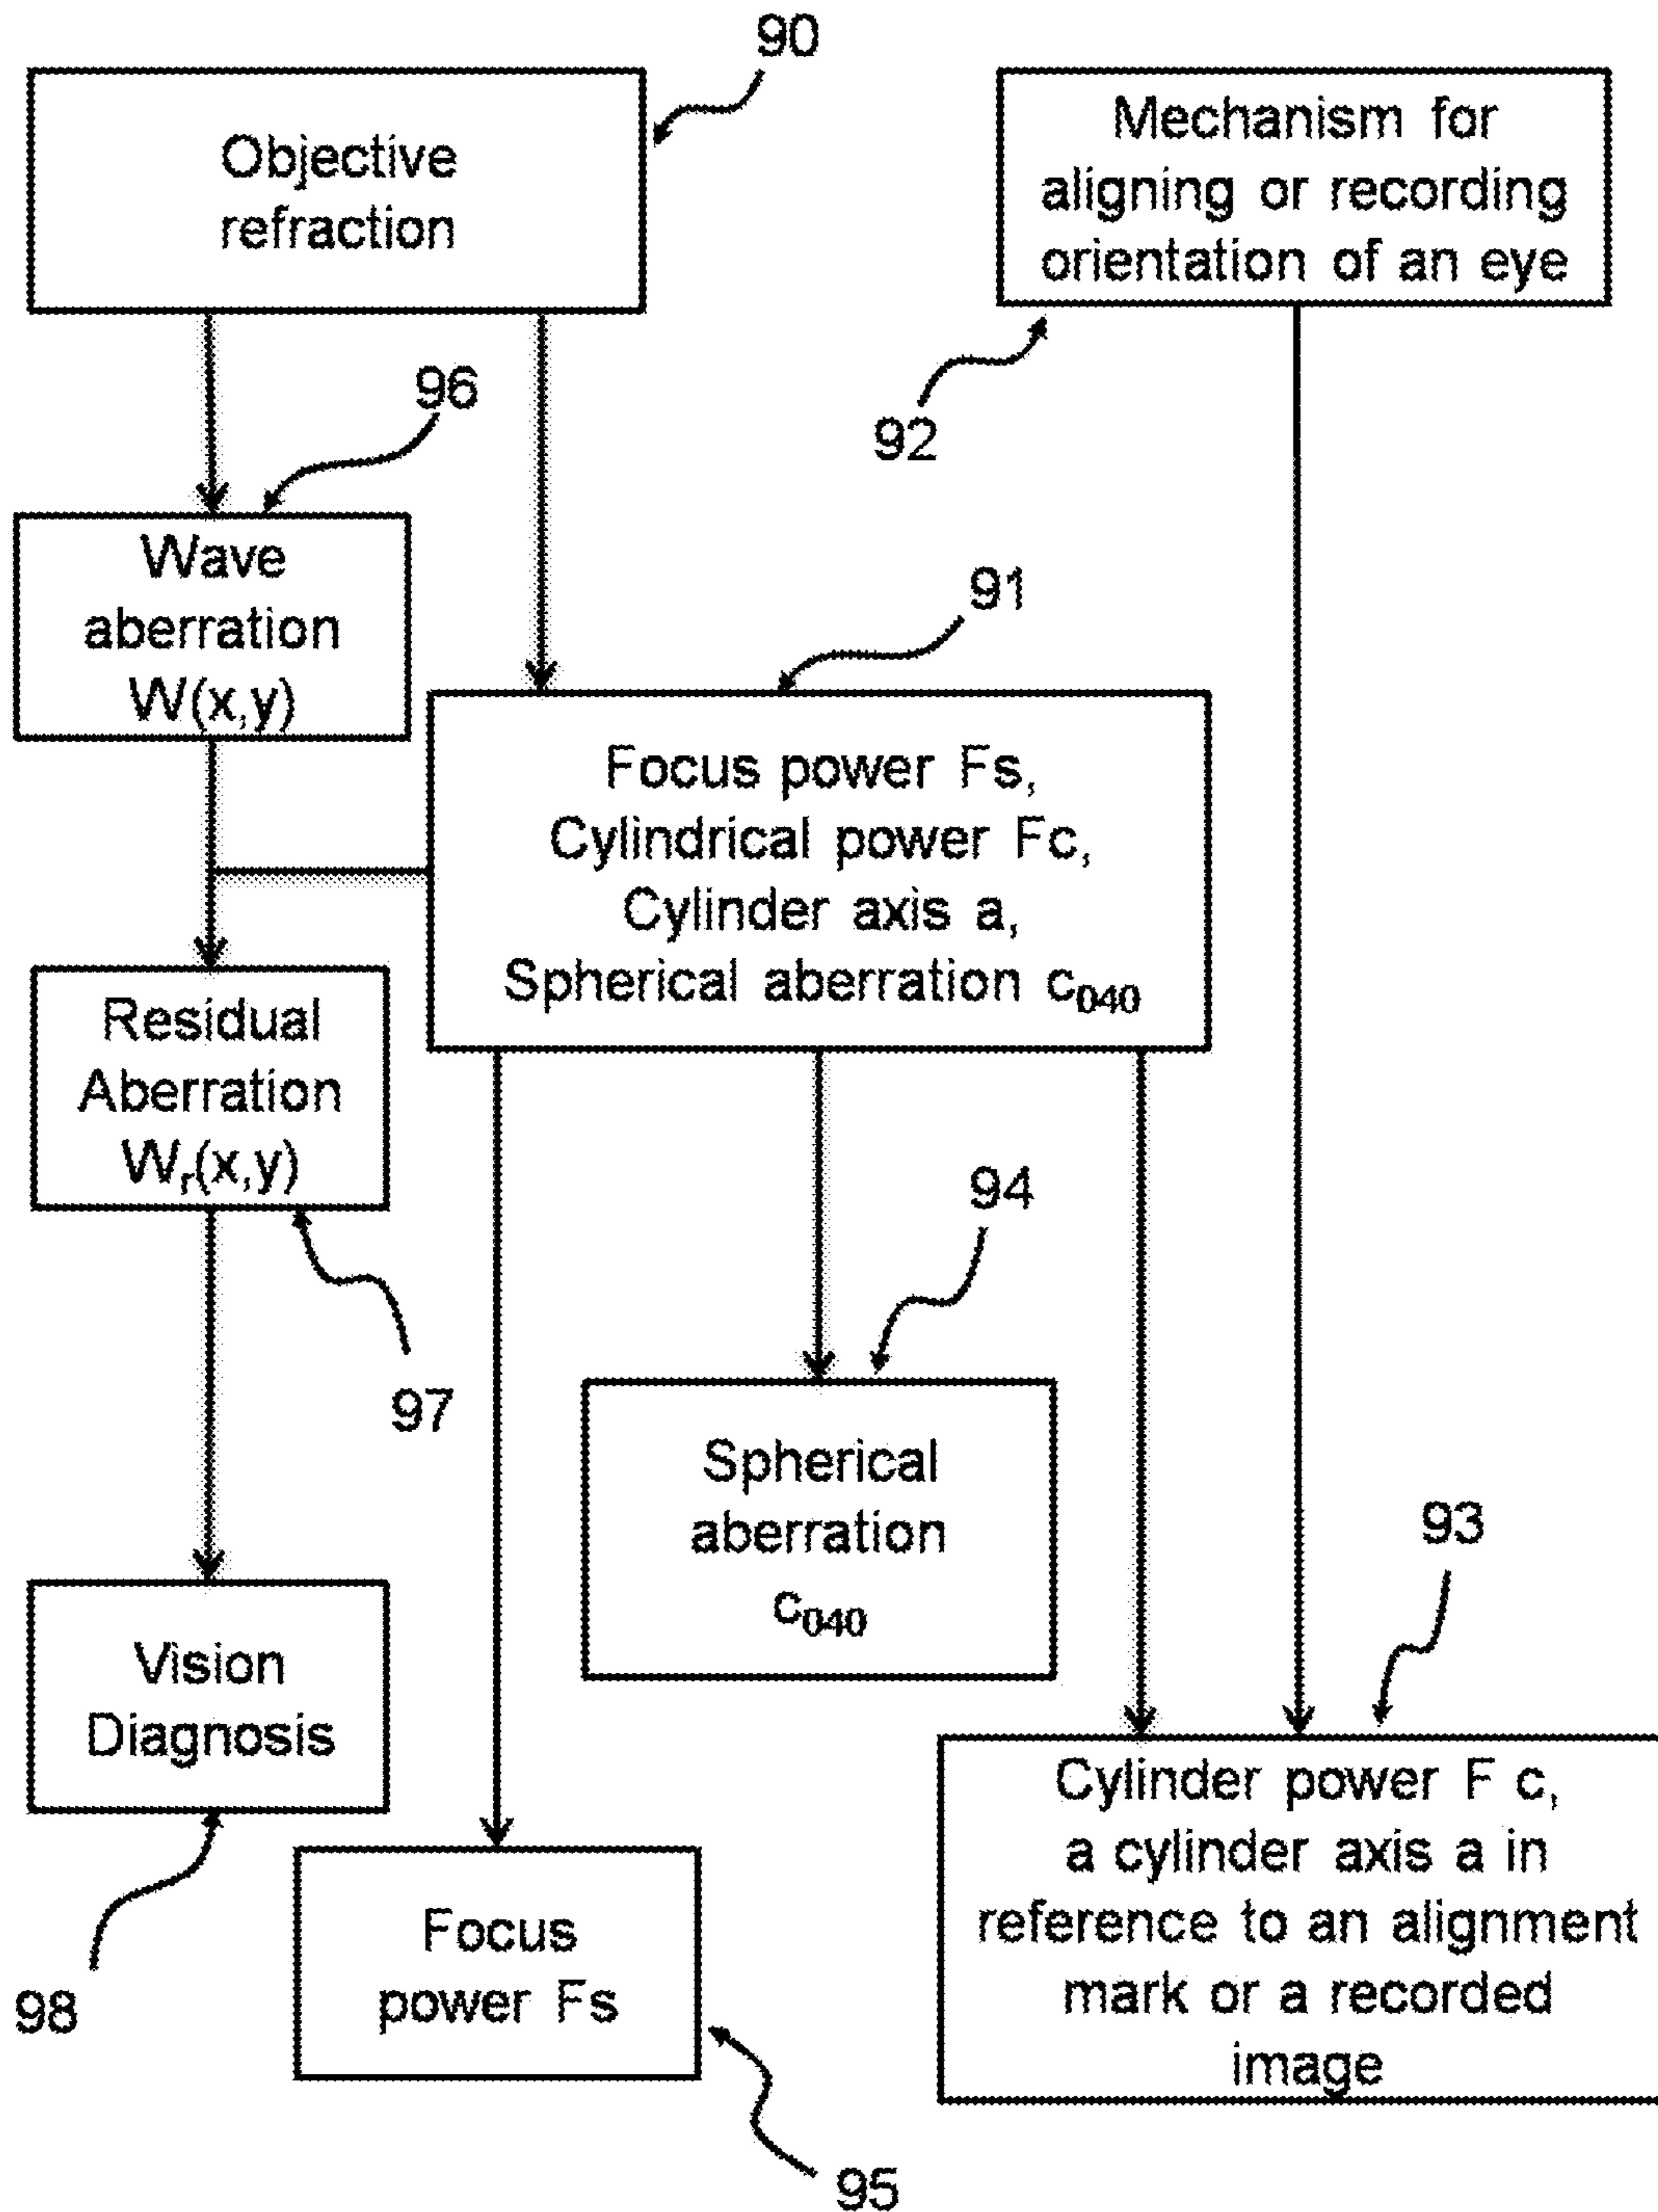 90
Objective
refraction
Mechanism for
aligning or recording
orientation of an eye
92
96
Wave
aberration
W(x,y)
91
Focus power Fs,
Cylindrical power Fc,
Cylinder axis a,
Spherical aberration c₀₄₀
Residual
Aberration
Wᵣ(x,y)
97
94
Spherical
aberration
c₀₄₀
93
Vision
Diagnosis
98
Focus
power Fs
95
Cylinder power F c,
a cylinder axis a in
reference to an alignment
mark or a recorded
image